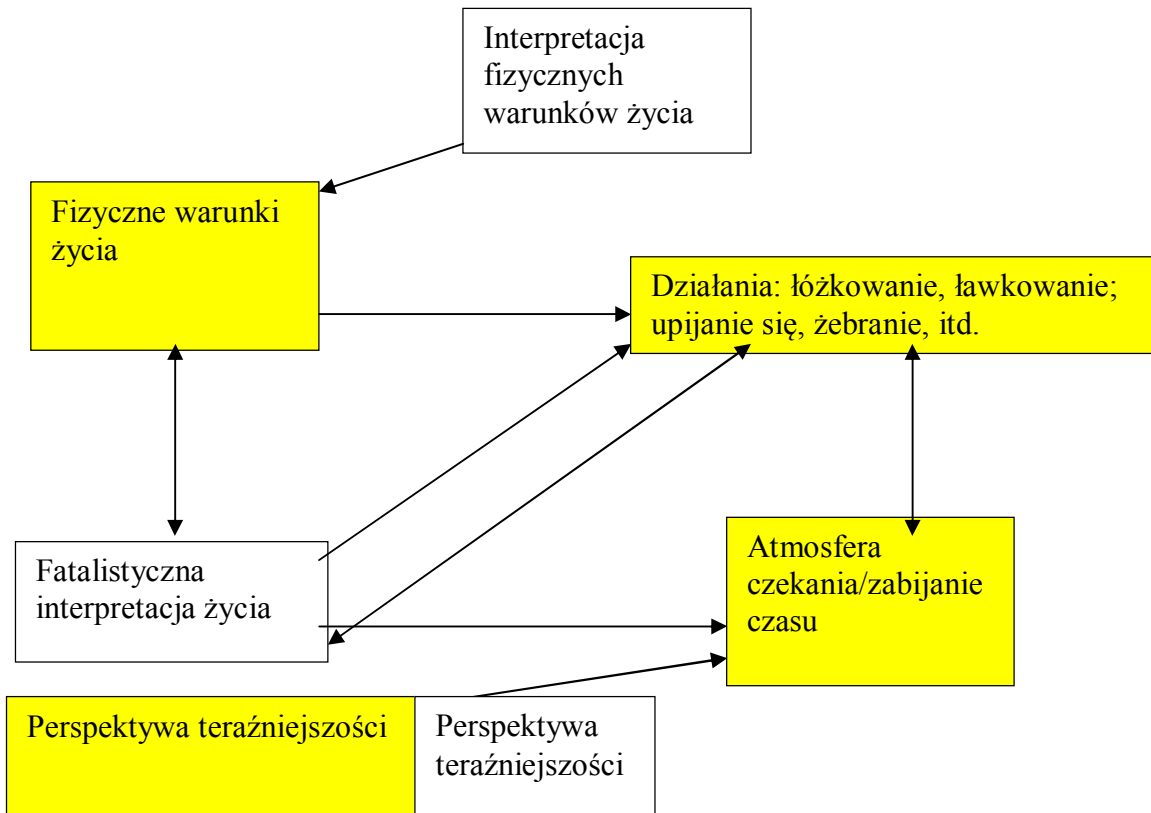 Interpretacja
fizycznych
warunków życia
Fizyczne warunki
życia
Działania: łóżkowanie, ławkowanie;
upijanie się, żebranie, itd.
Fatalistyczna
interpretacja życia
Atmosfera
czekania/zabijanie
czasu
Perspektywa teraźniejszości
Perspektywa
teraźniejszości